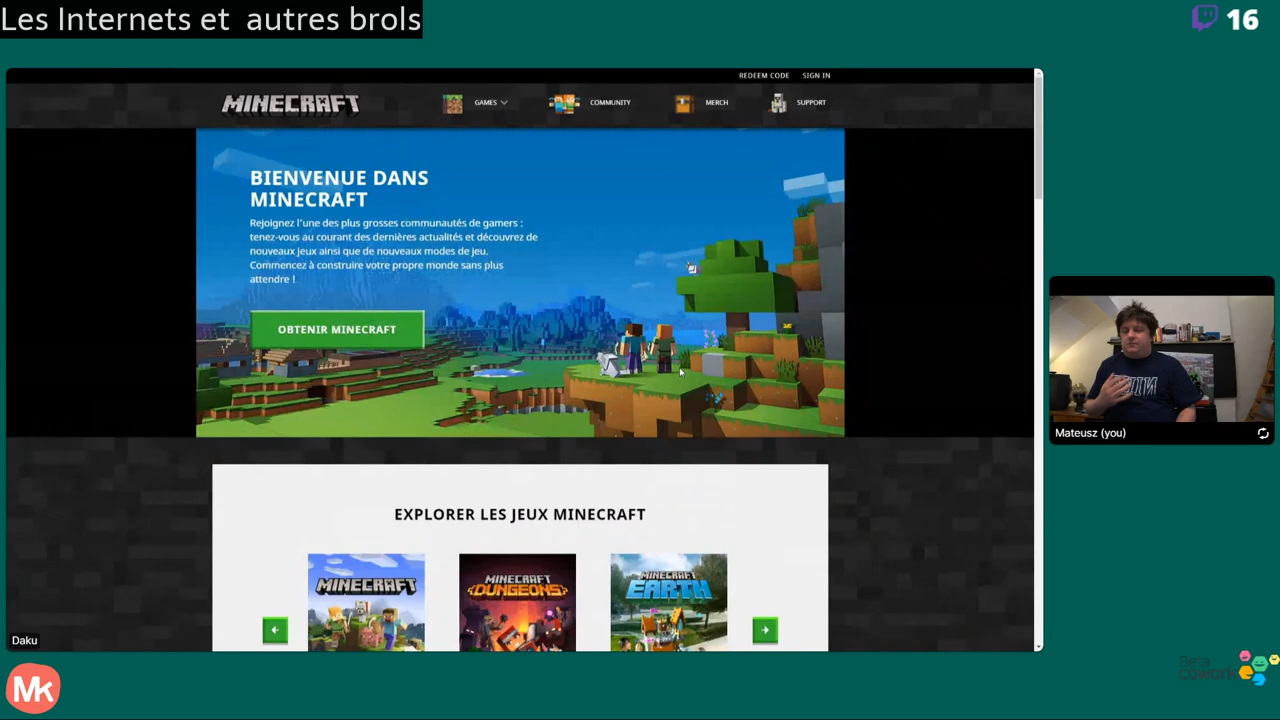 Les Internets et  autres brols
16
REDEEM CODE SIGN IN
MINECRAFT GAMES COMMUNITY MERCH SUPPORT
BIENVENUE DANS
MINECRAFT
Rejoignez l'une des plus grosses communautés de gamers :
tenez-vous au courant des dernières actualités et découvrez de
nouveaux jeux ainsi que de nouveaux modes de jeu.
Commencez à construire votre propre monde sans plus
attendre !
OBTENIR MINECRAFT
EXPLORER LES JEUX MINECRAFT
MINECRAFT
MINECRAFT
DUNGEONS
MINECRAFT
EARTH
Daku
Mateusz (you)
Mk
Beta
cowork